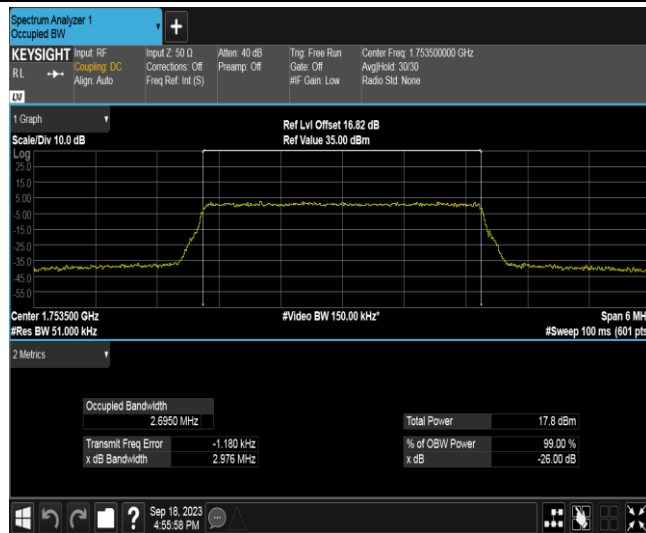 Spectrum Analyzer 1
Occupied BW
+
KEYSIGHT
RL
Input: RF
Coupling: DC
Align: Auto
Input Z: 50 Ω
Corrections: Off
Freq Ref: Int (S)
Atten: 40 dB
Preamp: Off
Trig: Free Run
Gate: Off
#IF Gain: Low
Center Freq: 1.753500000 GHz
Avg|Hold: 30/30
Radio Std: None
1 Graph
Scale/Div 10.0 dB
Ref Lvl Offset 16.82 dB
Ref Value 35.00 dBm
Log
25.0
15.0
5.00
-5.00
-15.0
-25.0
-35.0
-45.0
-55.0
Center 1.753500 GHz
#Video BW 150.00 kHz*
Span 6 MH
#Res BW 51.000 kHz
#Sweep 100 ms (601 pts
2 Metrics
Occupied Bandwidth
2.6950 MHz
Total Power 17.8 dBm
Transmit Freq Error -1.180 kHz
% of OBW Power 99.00 %
x dB Bandwidth 2.976 MHz
x dB -26.00 dB
?
Sep 18, 2023
4:55:58 PM